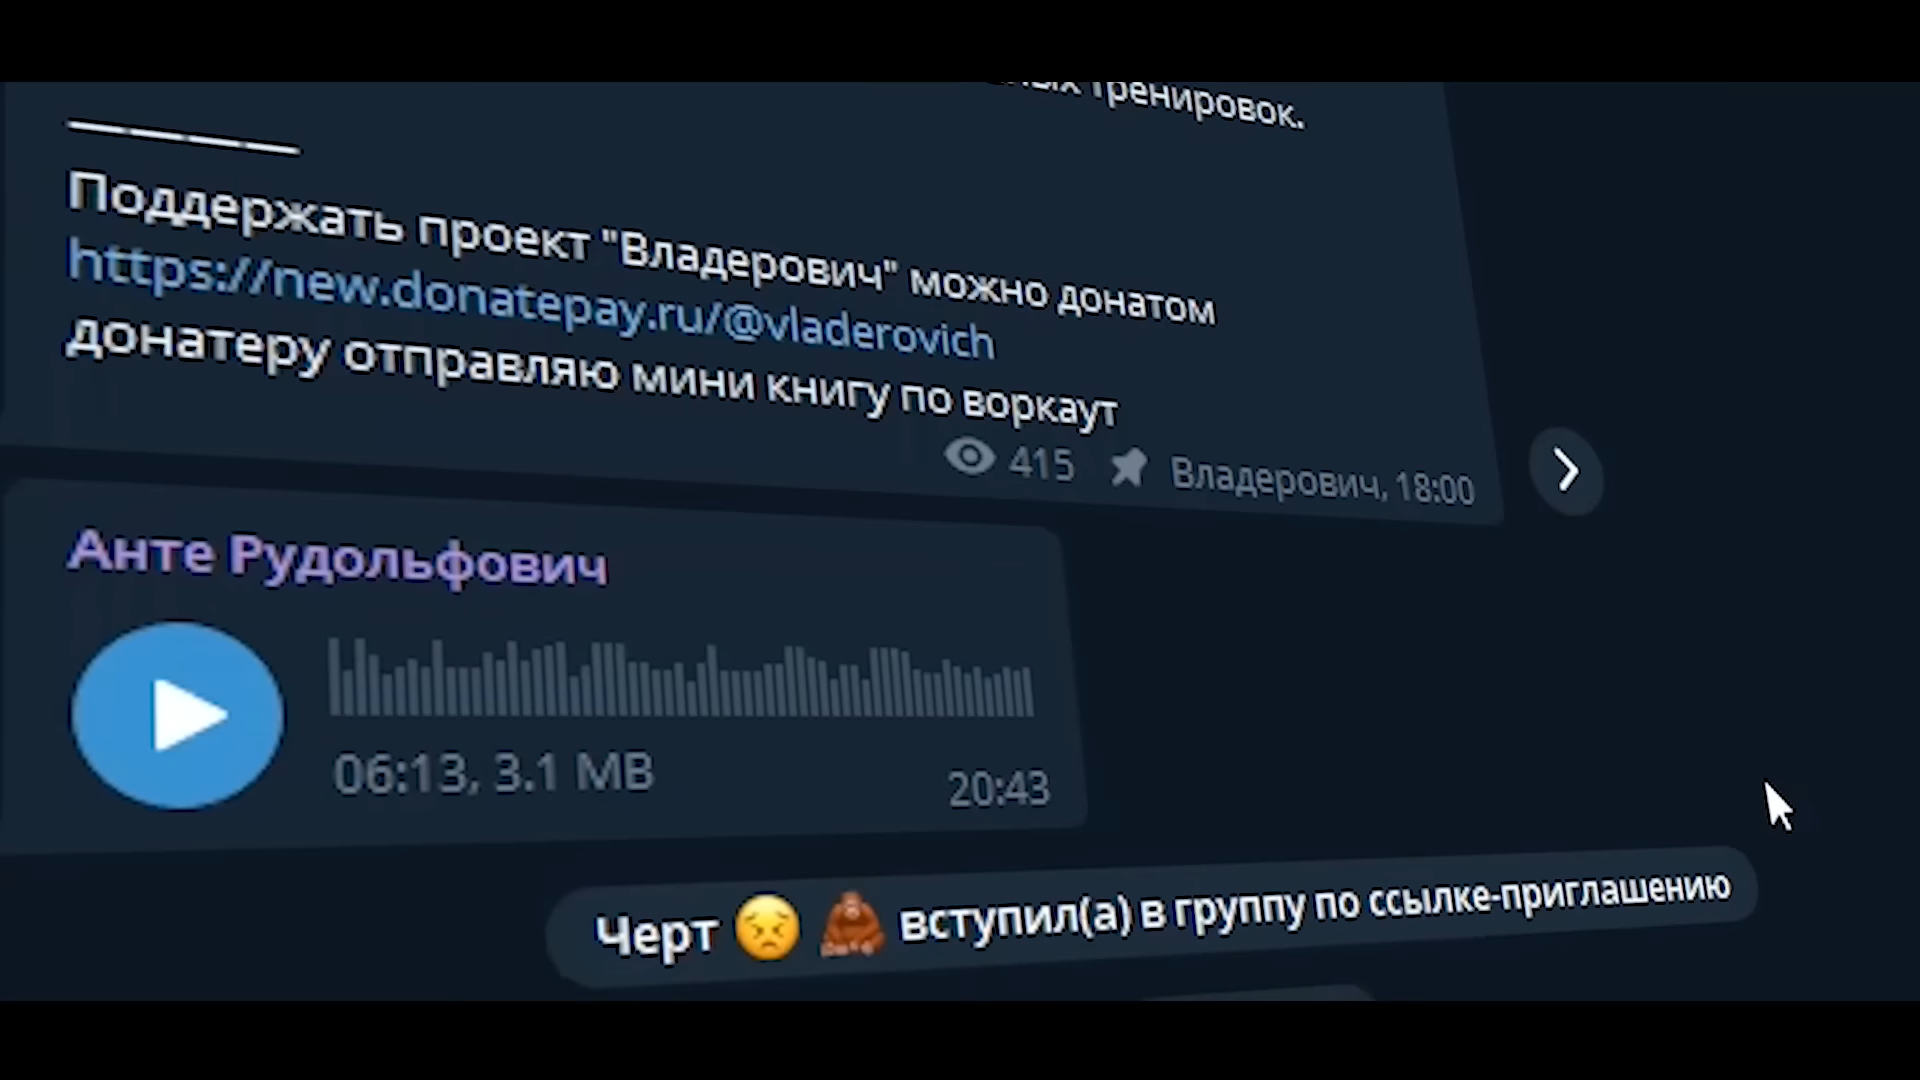 тренировок.
————
Поддержать проект "Владерович" можно донатом
https://new.donatepay.ru/@vladerovich
донатеру отправляю мини книгу по воркаут
415 Владерович, 18:00
Анте Рудольфович
06:13, 3.1 MB
20:43
Черт 😣 🦧 вступил(а) в группу по ссылке-приглашению